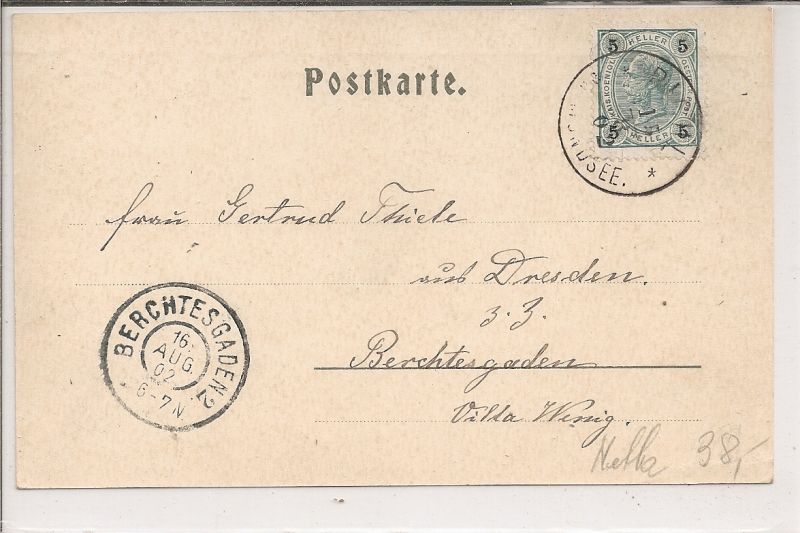 Postkarte.
5 HELLER 5
5 HELLER 5
Frau Gertrud Thiele
aus Dresden.
z. Z.
Berchtesgaden
Villa Wenig.
BERCHTESGADEN 2
16.
AUG.
02
6-7N
38,-